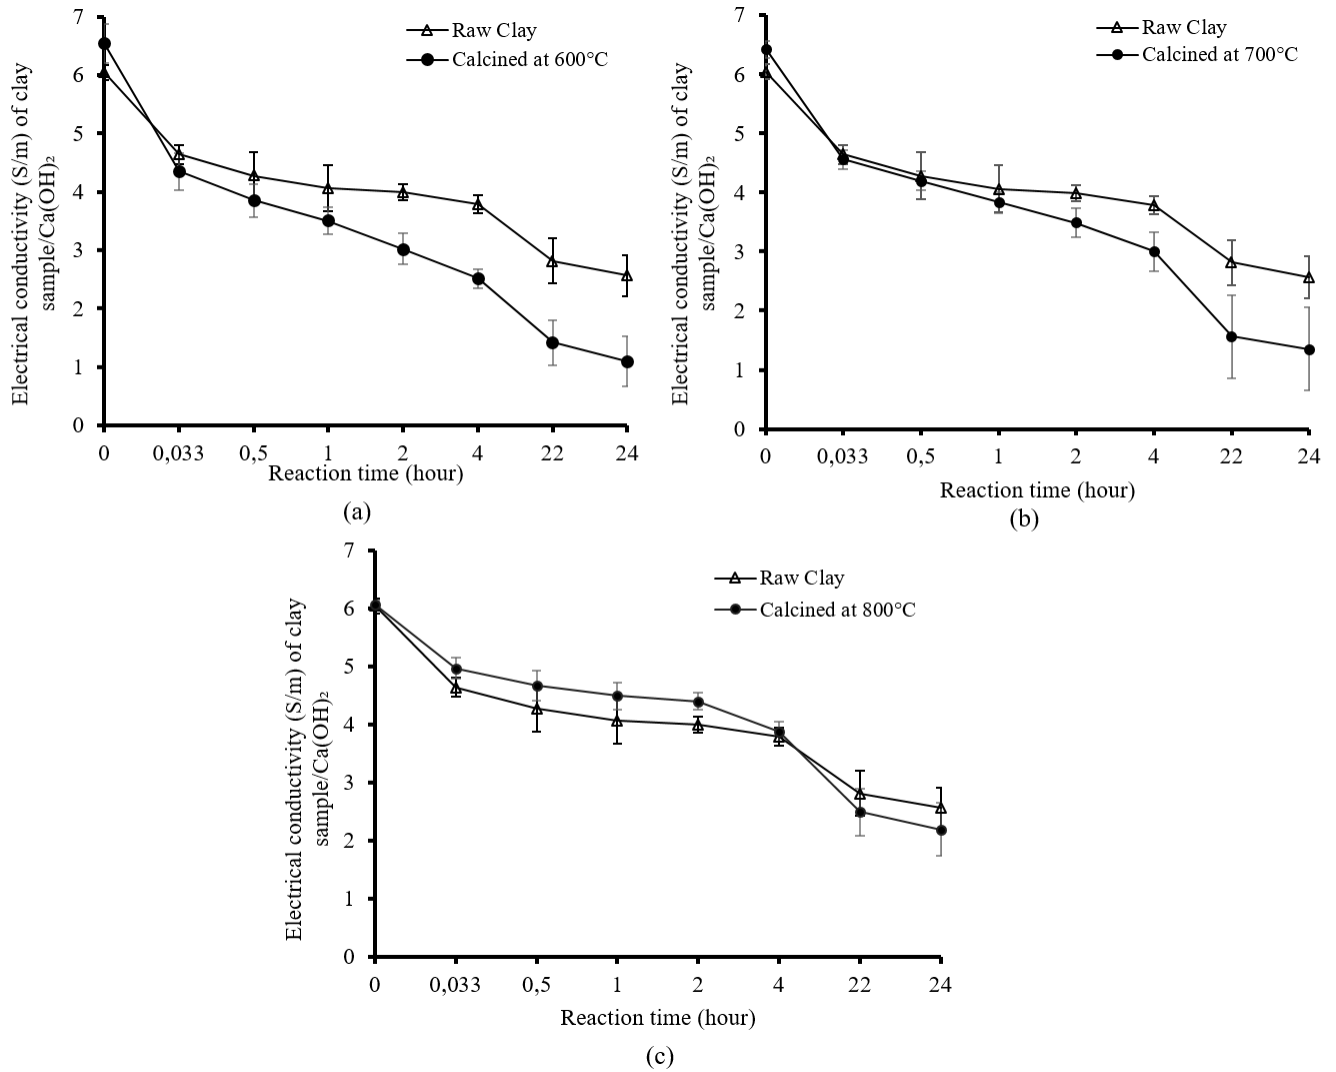 Electrical conductivity (S/m) of clay
sample/Ca(OH)₂
7
6
5
4
3
2
1
0
Raw Clay
Calcined at 600°C
0 0,033 0,5 1 2 4 22 24
Reaction time (hour)
(a)
Electrical conductivity (S/m) of clay
sample/Ca(OH)₂
7
6
5
4
3
2
1
0
Raw Clay
Calcined at 700°C
0 0,033 0,5 1 2 4 22 24
Reaction time (hour)
(b)
Electrical conductivity (S/m) of clay
sample/Ca(OH)₂
7
6
5
4
3
2
1
0
Raw Clay
Calcined at 800°C
0 0,033 0,5 1 2 4 22 24
Reaction time (hour)
(c)